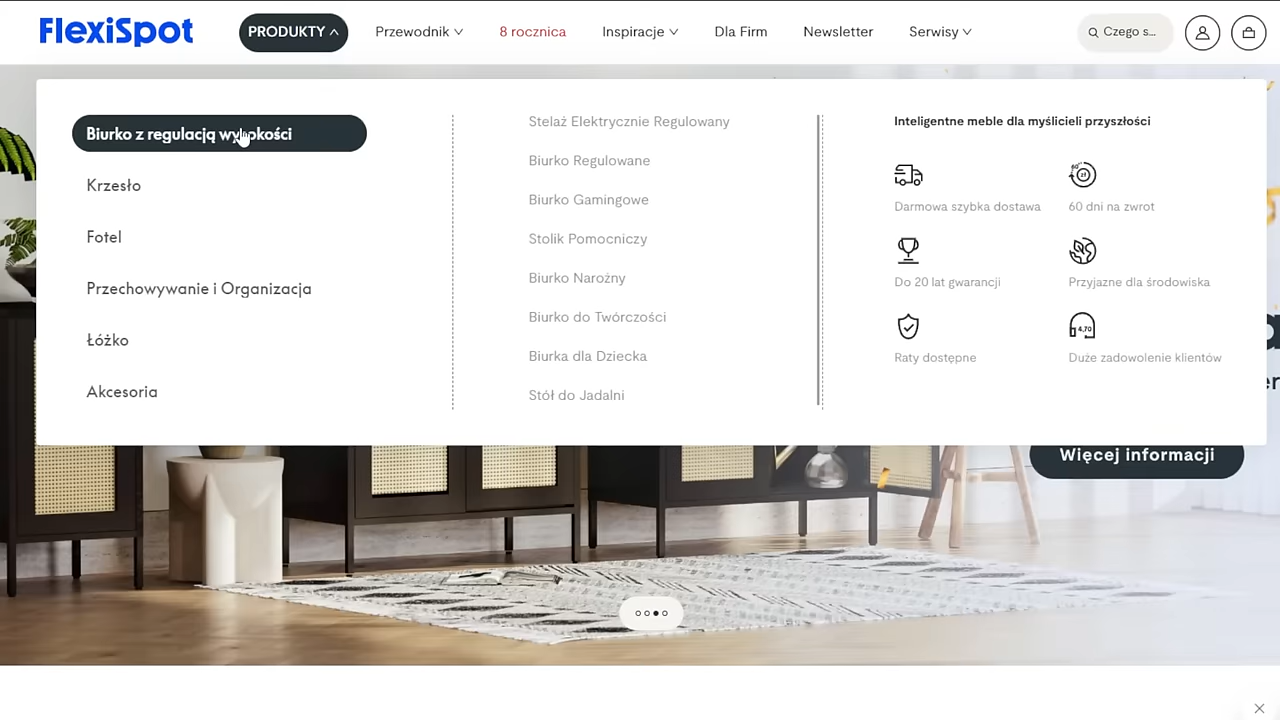 FlexiSpot
PRODUKTY
Przewodnik
8 rocznica
Inspiracje
Dla Firm
Newsletter
Serwisy
Czego s...
Biurko z regulacją wysokości
Krzesło
Fotel
Przechowywanie i Organizacja
Łóżko
Akcesoria
Stelaż Elektrycznie Regulowany
Biurko Regulowane
Biurko Gamingowe
Stolik Pomocniczy
Biurko Narożny
Biurko do Twórczości
Biurka dla Dziecka
Stół do Jadalni
Inteligentne meble dla myślicieli przyszłości
Darmowa szybka dostawa
60 dni na zwrot
Do 20 lat gwarancji
Przyjazne dla środowiska
4,70
Raty dostępne
Duże zadowolenie klientów
Więcej informacji